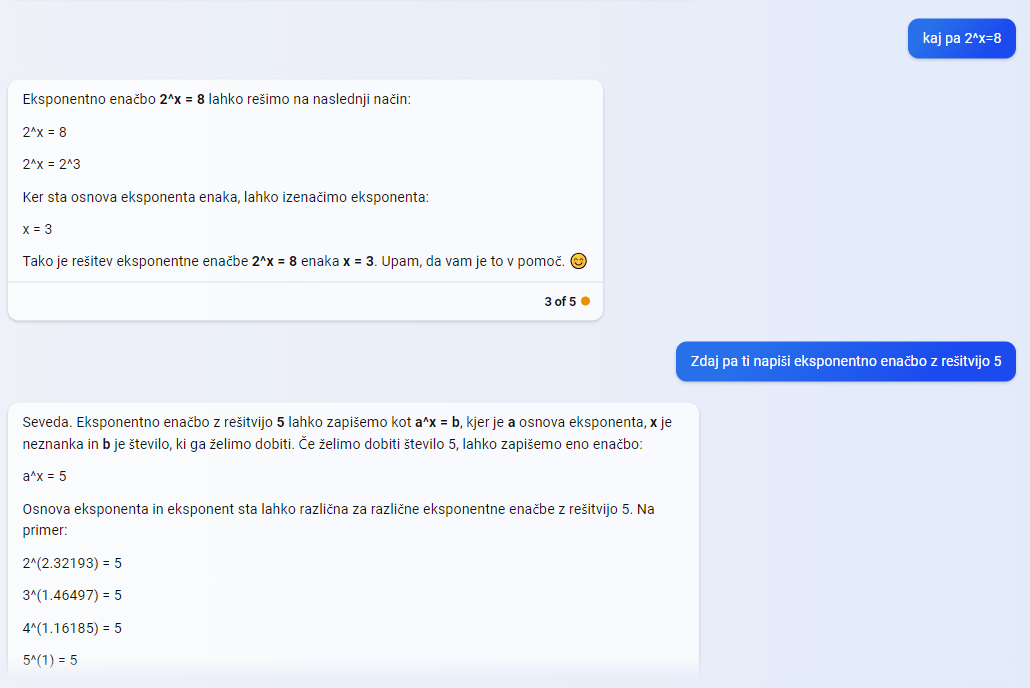 kaj pa 2^x=8
Eksponentno enačbo 2^x = 8 lahko rešimo na naslednji način:
2^x = 8
2^x = 2^3
Ker sta osnova eksponenta enaka, lahko izenačimo eksponenta:
x = 3
Tako je rešitev eksponentne enačbe 2^x = 8 enaka x = 3. Upam, da vam je to v pomoč. 😊
3 of 5
Zdaj pa ti napiši eksponentno enačbo z rešitvijo 5
Seveda. Eksponentno enačbo z rešitvijo 5 lahko zapišemo kot a^x = b, kjer je a osnova eksponenta, x je
neznanka in b je število, ki ga želimo dobiti. Če želimo dobiti število 5, lahko zapišemo eno enačbo:
a^x = 5
Osnova eksponenta in eksponent sta lahko različna za različne eksponentne enačbe z rešitvijo 5. Na
primer:
2^(2.32193) = 5
3^(1.46497) = 5
4^(1.16185) = 5
5^(1) = 5